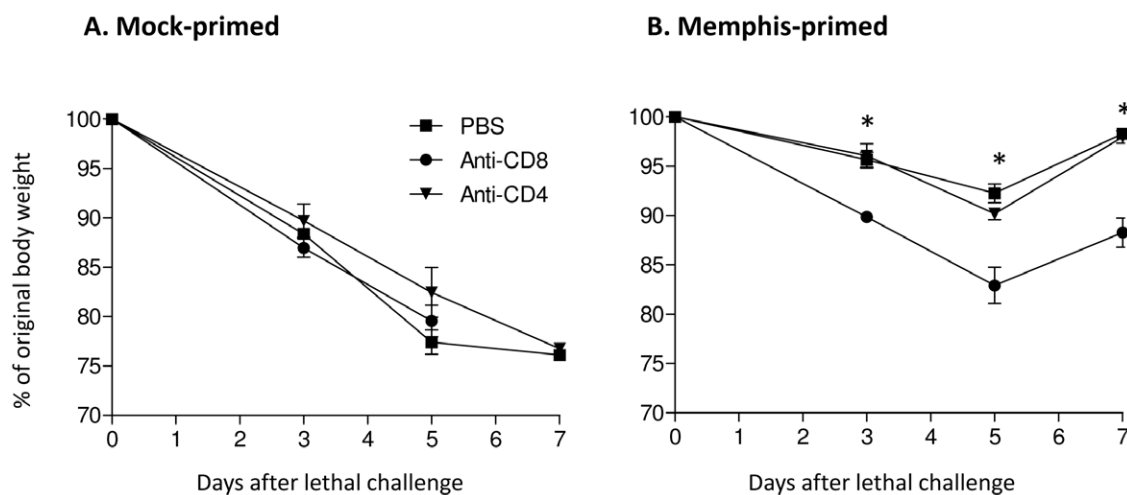 A. Mock-primed
B. Memphis-primed
% of original body weight
100
95
90
85
80
75
70
PBS
Anti-CD8
Anti-CD4
0 1 2 3 4 5 6 7
Days after lethal challenge
100
95
90
85
80
75
70
*
*
*
0 1 2 3 4 5 6 7
Days after lethal challenge